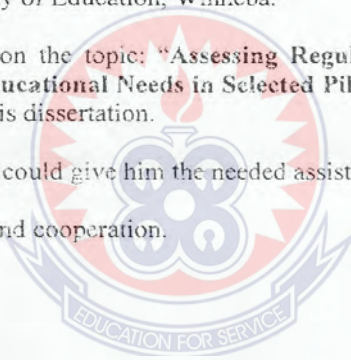 y of Education, Winneba.
on the topic: "Assessing Regul
ucational Needs in Selected Pil
is dissertation.
could give him the needed assist
nd cooperation.
EDUCATION FOR SERVICE